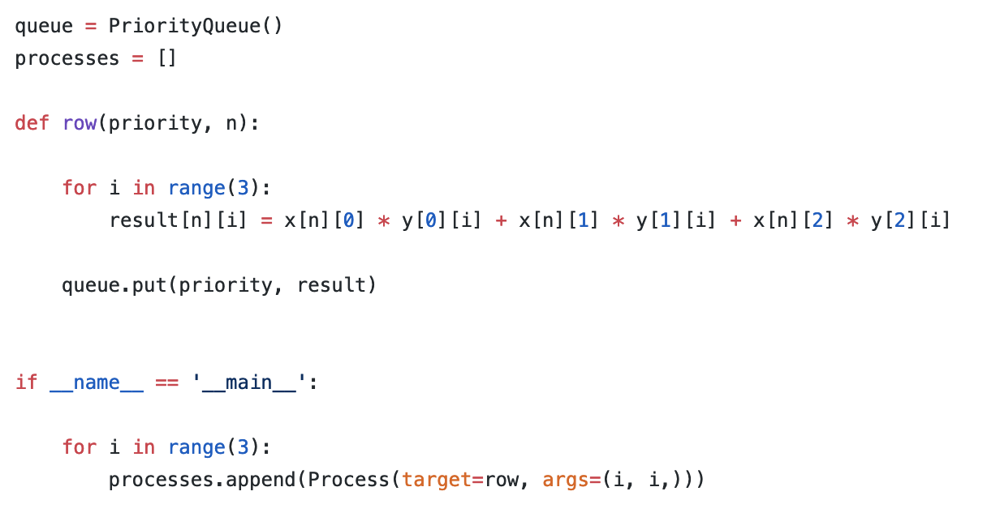 queue = PriorityQueue()
processes = []
def row(priority, n):
    for i in range(3):
        result[n][i] = x[n][0] * y[0][i] + x[n][1] * y[1][i] + x[n][2] * y[2][i]
    queue.put(priority, result)
if __name__ == '__main__':
    for i in range(3):
        processes.append(Process(target=row, args=(i, i,)))